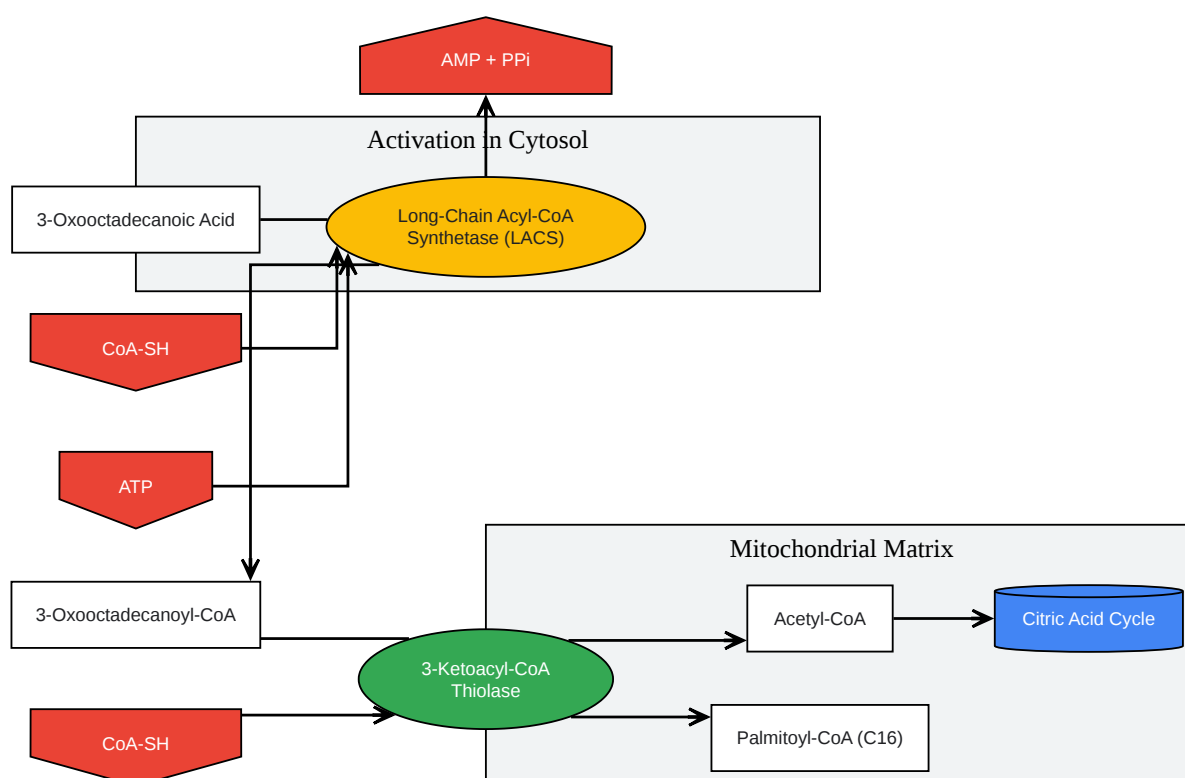 AMP + PPi
Activation in Cytosol
3-Oxooctadecanoic Acid
Long-Chain Acyl-CoA
Synthetase (LACS)
CoA-SH
ATP
Mitochondrial Matrix
3-Oxooctadecanoyl-CoA
Acetyl-CoA
Citric Acid Cycle
3-Ketoacyl-CoA
Thiolase
CoA-SH
Palmitoyl-CoA (C16)